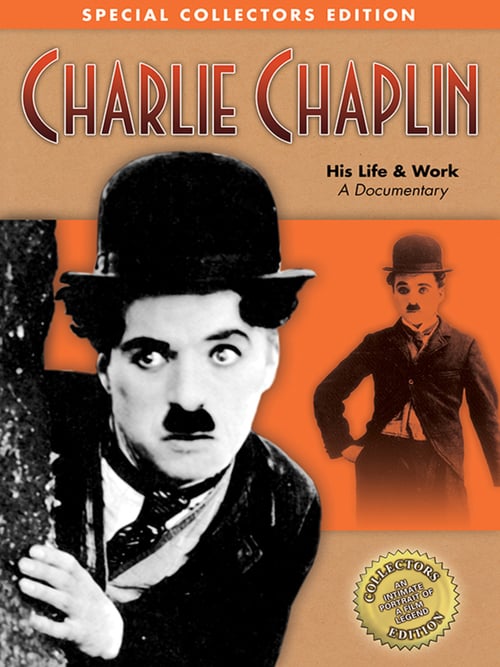 SPECIAL COLLECTORS EDITION
CHARLIE CHAPLIN
His Life & Work
A Documentary
COLLECTORS
AN
INTIMATE
PORTRAIT OF
A FILM
LEGEND
EDITION